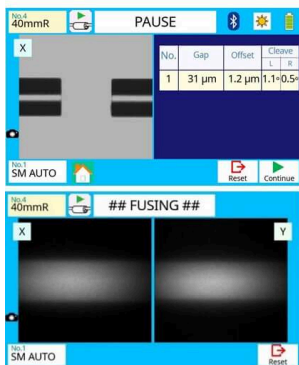 No.4
40mmR
PAUSE
X
No. Gap Offset Cleave
L R
1 31 µm 1.2 µm 1.1° 0.5°
No.1
SM AUTO
Reset
Continue
No.4
40mmR
## FUSING ##
X
Y
No.1
SM AUTO
Reset